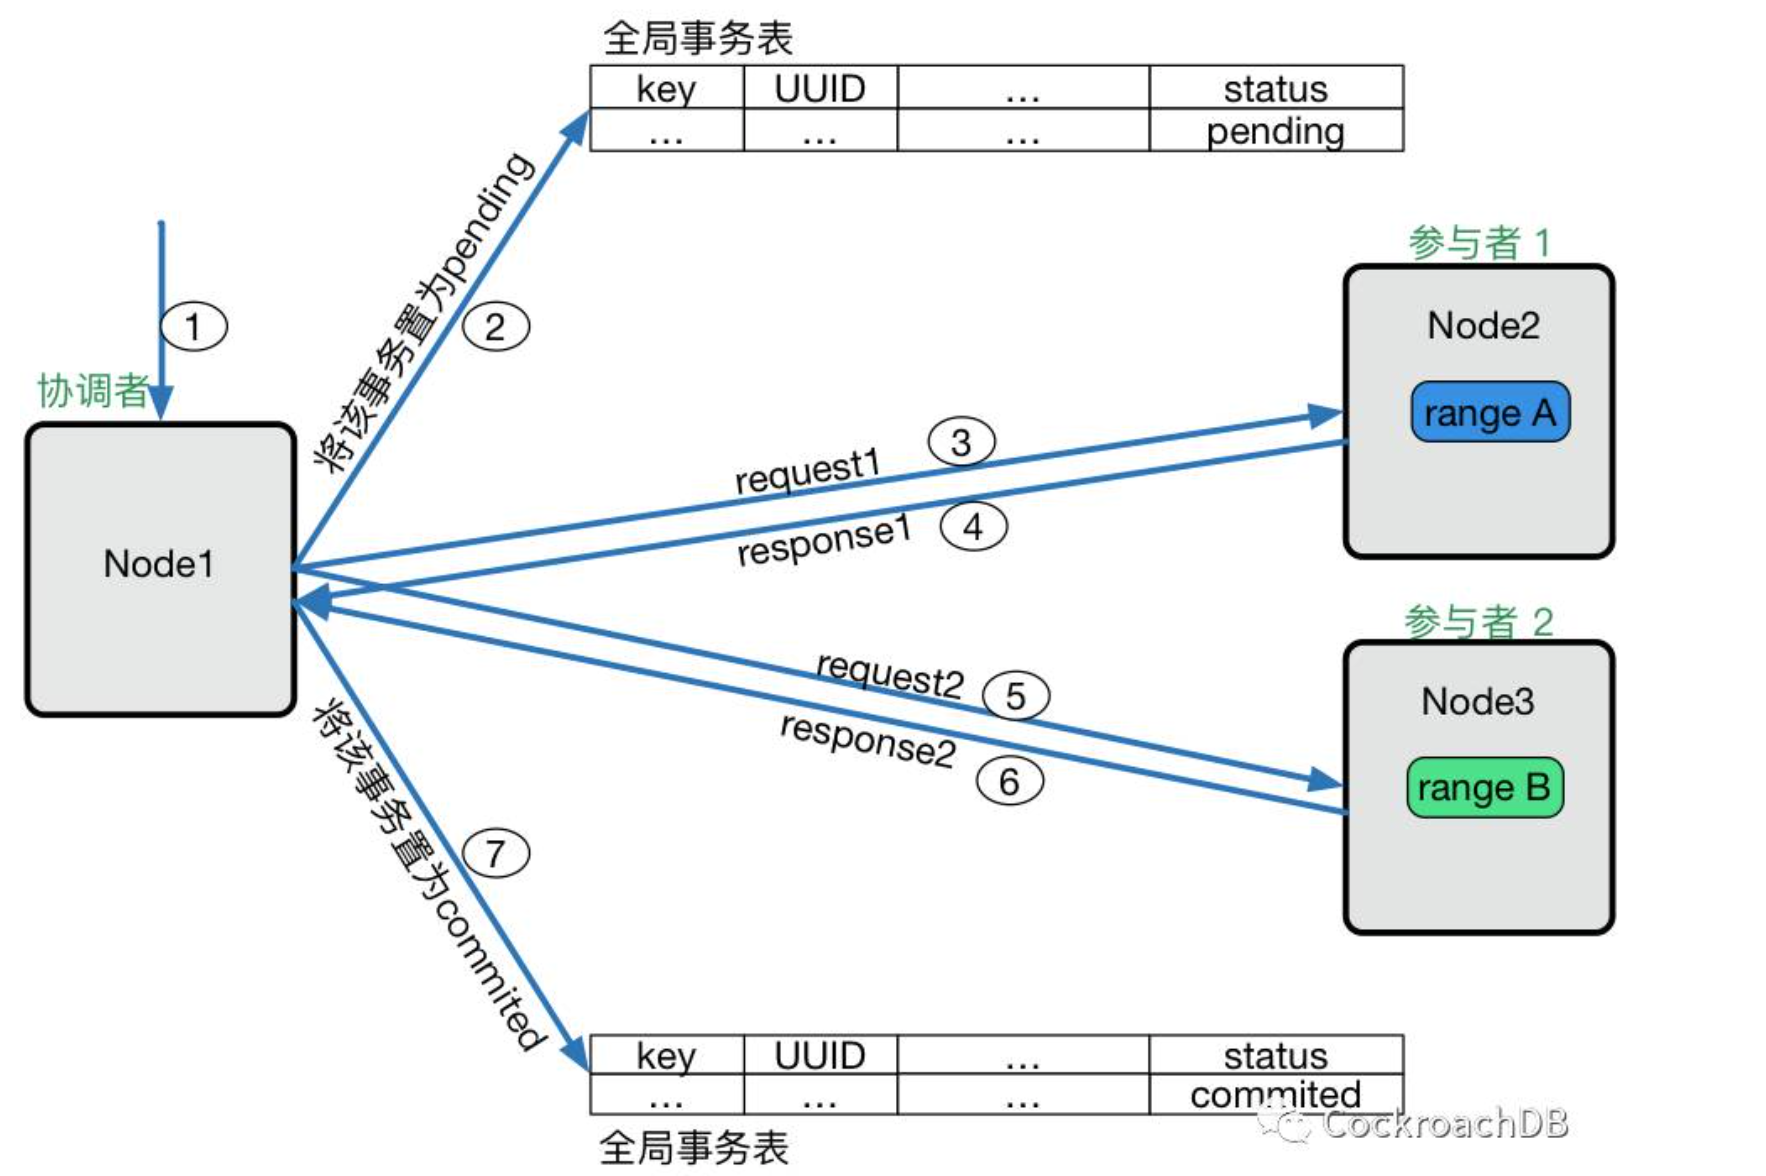 全局事务表
key UUID ... status
... ... ... pending
将该事务置为pending
1
2
参与者 1
Node2
range A
协调者
Node1
request1
3
response1
4
参与者 2
Node3
range B
request2
5
response2
6
将该事务置为commited
7
key UUID ... status
... ... ... commited
全局事务表
CockroachDB